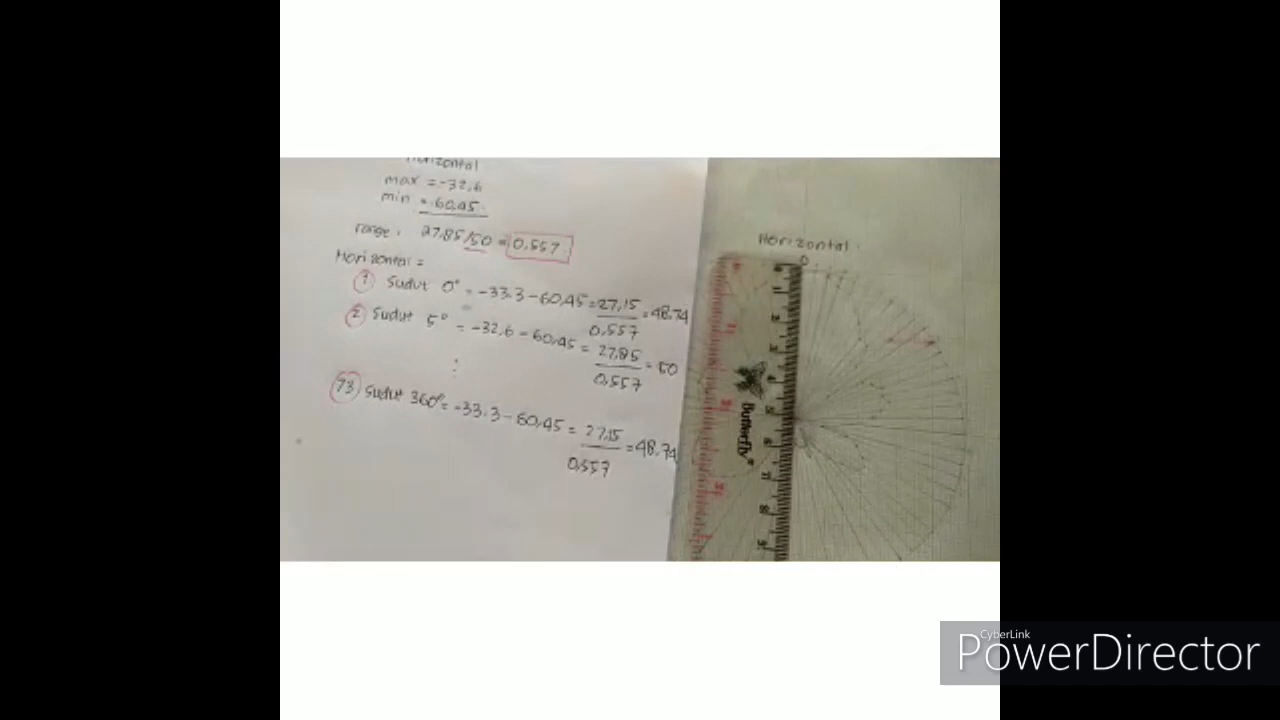 Horizontal
max = -32,6
min = -60,45
range : 27,85/50 = 0,557
Horizontal =
1 Sudut 0° = -33.3 - 60,45 = 27,15 = 48.74
0,557
2 Sudut 5° = -32,6 - 60,45 = 27,85 = 50
0,557
73 Sudut 360° = -33.3 - 60,45 = 27,15 = 48.74
0,557
Horizontal :
0
Butterfly
CyberLink
PowerDirector